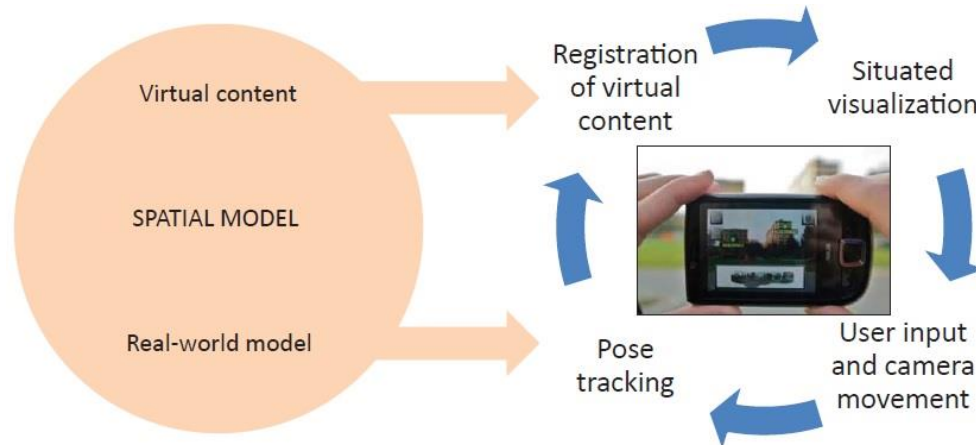 Virtual content
SPATIAL MODEL
Real-world model
Registration
of virtual
content
Situated
visualization
User input
and camera
movement
Pose
tracking